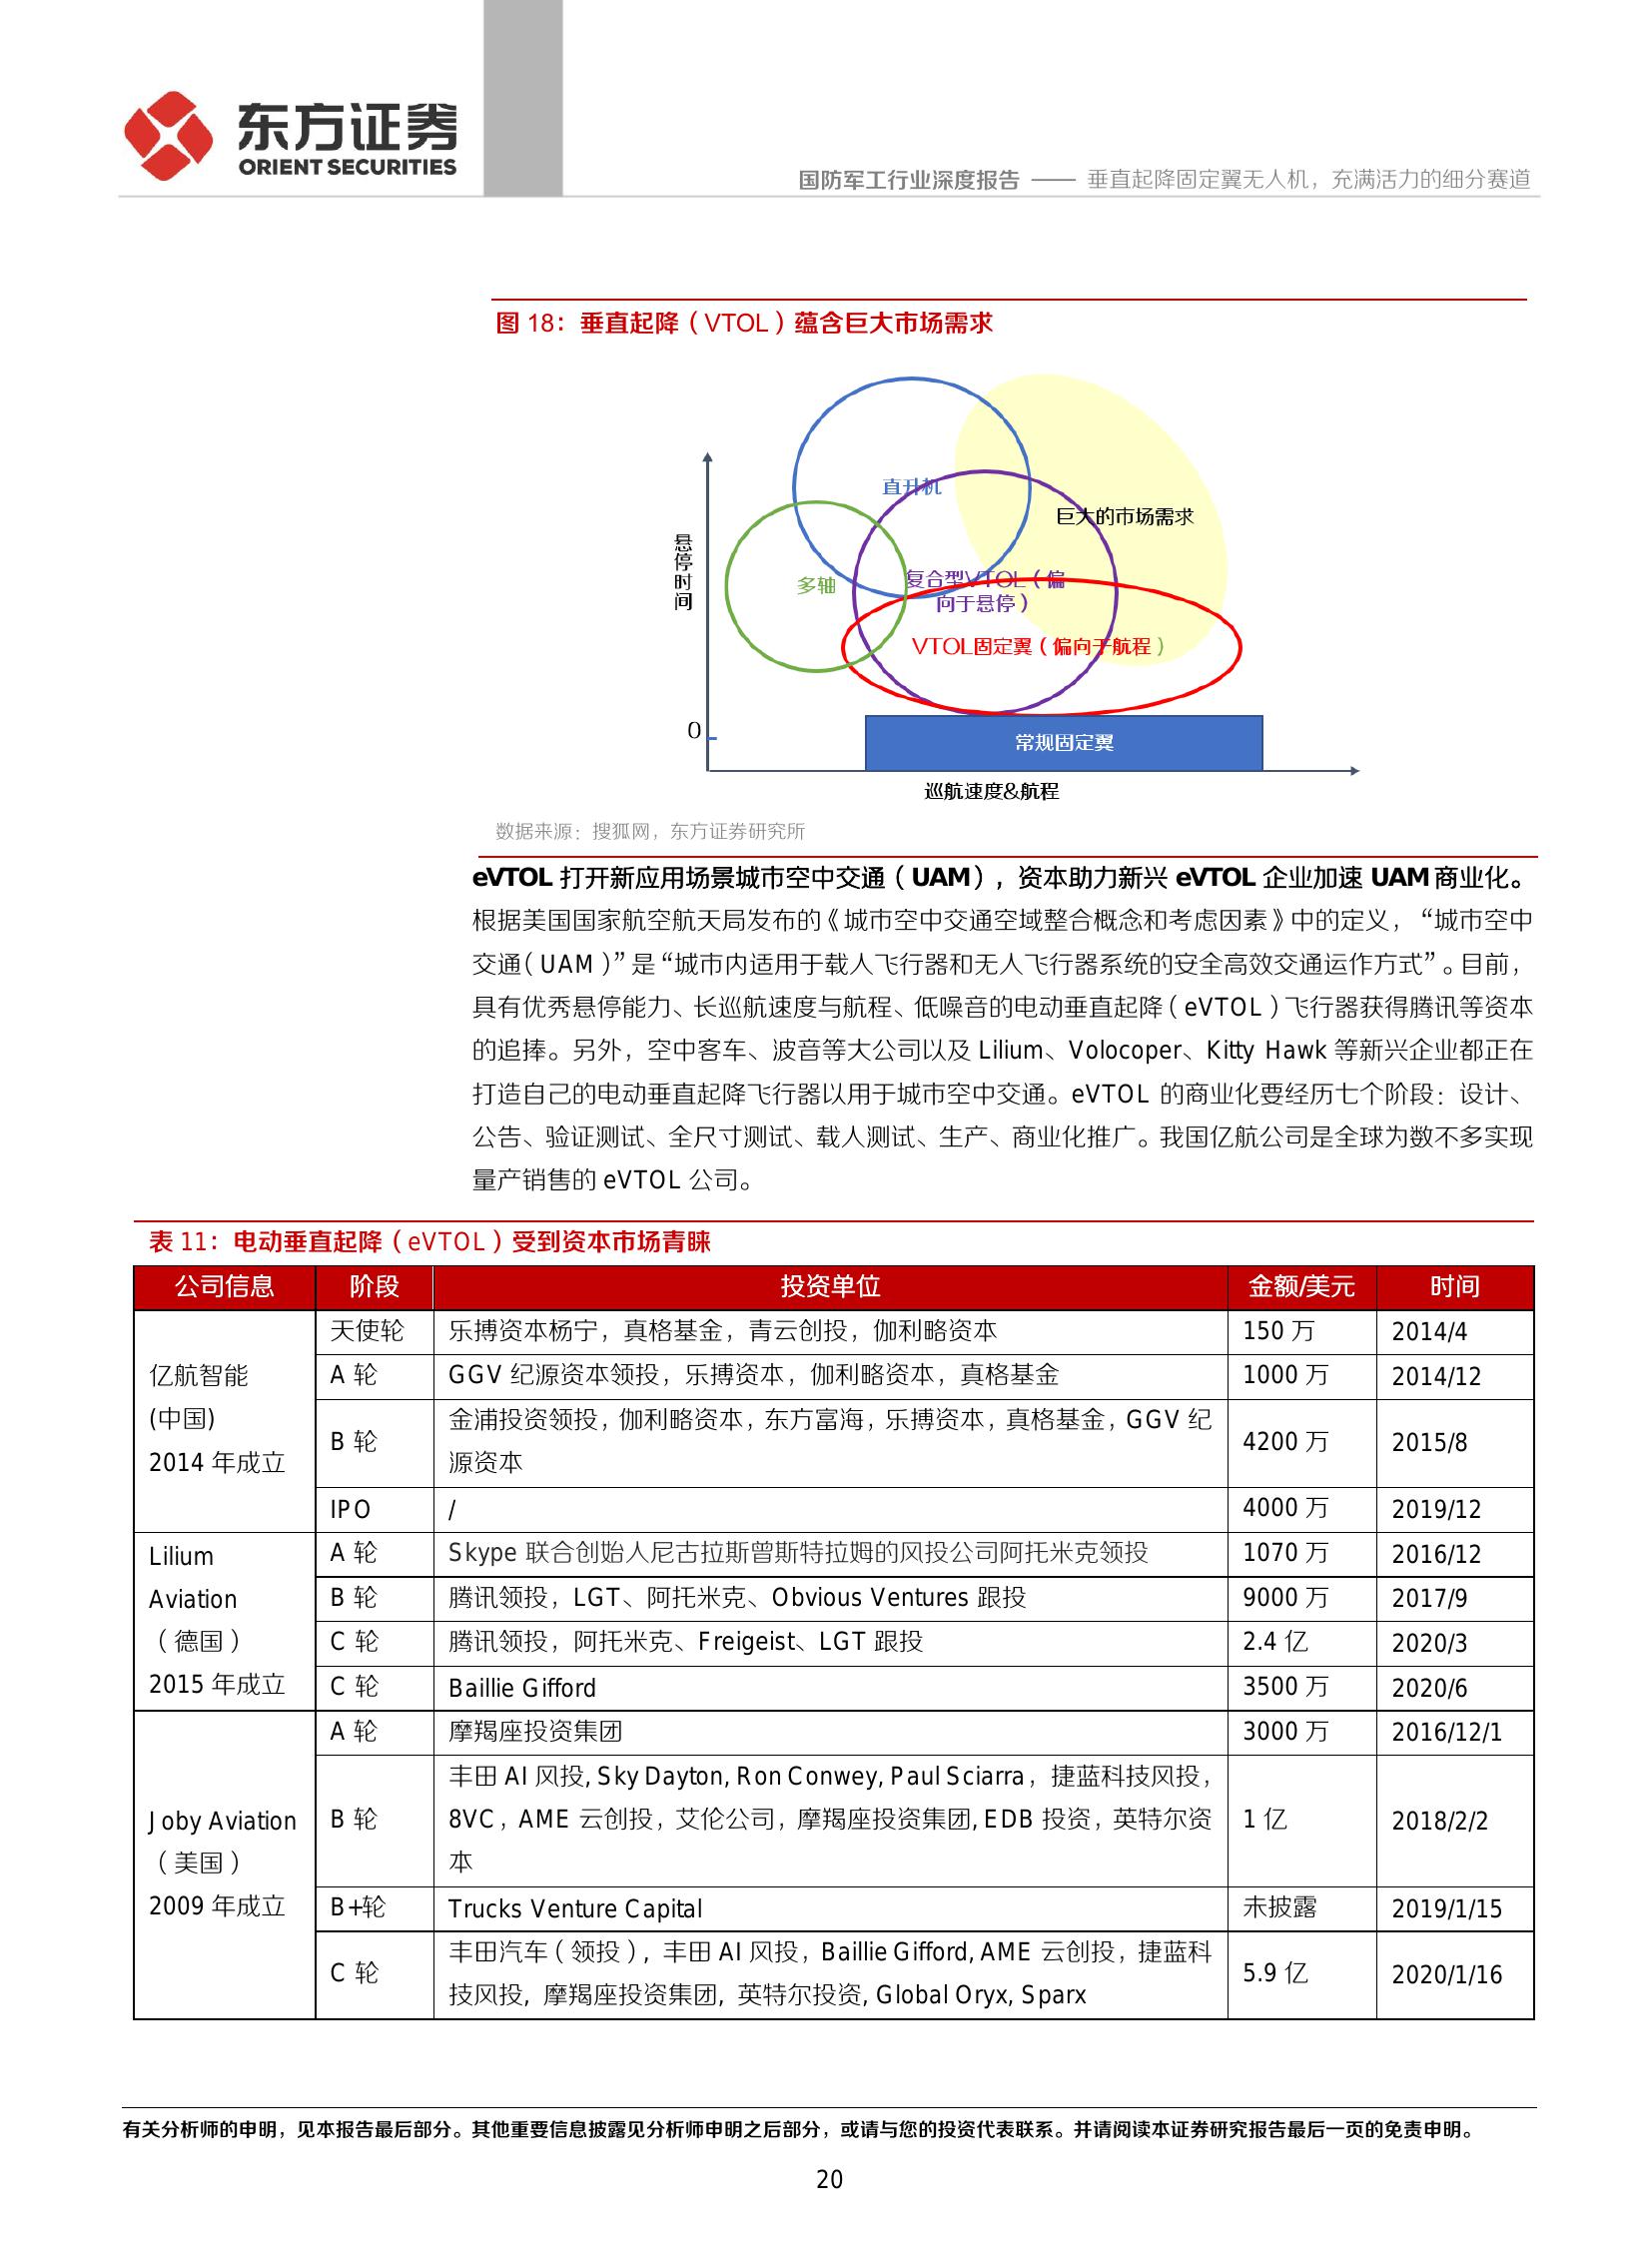 东方证券
ORIENT SECURITIES
国防军工行业深度报告 —— 垂直起降固定翼无人机，充满活力的细分赛道
图 18：垂直起降（VTOL）蕴含巨大市场需求
直升机
巨大的市场需求
悬停时间
多轴
复合型VTOL（偏
向于悬停）
VTOL固定翼（偏向于航程）
0
常规固定翼
巡航速度&航程
数据来源：搜狐网，东方证券研究所
eVTOL 打开新应用场景城市空中交通（UAM），资本助力新兴 eVTOL 企业加速 UAM 商业化。
根据美国国家航空航天局发布的《城市空中交通空域整合概念和考虑因素》中的定义，“城市空中
交通（UAM）”是“城市内适用于载人飞行器和无人飞行器系统的安全高效交通运作方式”。目前，
具有优秀悬停能力、长巡航速度与航程、低噪音的电动垂直起降（eVTOL）飞行器获得腾讯等资本
的追捧。另外，空中客车、波音等大公司以及 Lilium、Volocoper、Kitty Hawk 等新兴企业都正在
打造自己的电动垂直起降飞行器以用于城市空中交通。eVTOL 的商业化要经历七个阶段：设计、
公告、验证测试、全尺寸测试、载人测试、生产、商业化推广。我国亿航公司是全球为数不多实现
量产销售的 eVTOL 公司。
表 11：电动垂直起降（eVTOL）受到资本市场青睐
公司信息 阶段 投资单位 金额/美元 时间
亿航智能
(中国)
2014 年成立
天使轮 乐搏资本杨宁，真格基金，青云创投，伽利略资本 150 万 2014/4
A 轮 GGV 纪源资本领投，乐搏资本，伽利略资本，真格基金 1000 万 2014/12
B 轮 金浦投资领投，伽利略资本，东方富海，乐搏资本，真格基金，GGV 纪
源资本 4200 万 2015/8
IPO / 4000 万 2019/12
Lilium
Aviation
（德国）
2015 年成立
A 轮 Skype 联合创始人尼古拉斯曾斯特拉姆的风投公司阿托米克领投 1070 万 2016/12
B 轮 腾讯领投，LGT、阿托米克、Obvious Ventures 跟投 9000 万 2017/9
C 轮 腾讯领投，阿托米克、Freigeist、LGT 跟投 2.4 亿 2020/3
C 轮 Baillie Gifford 3500 万 2020/6
Joby Aviation
（美国）
2009 年成立
A 轮 摩羯座投资集团 3000 万 2016/12/1
B 轮 丰田 AI 风投, Sky Dayton, Ron Conwey, Paul Sciarra，捷蓝科技风投，
8VC，AME 云创投，艾伦公司，摩羯座投资集团, EDB 投资，英特尔资
本 1 亿 2018/2/2
B+轮 Trucks Venture Capital 未披露 2019/1/15
C 轮 丰田汽车（领投）, 丰田 AI 风投，Baillie Gifford, AME 云创投，捷蓝科
技风投, 摩羯座投资集团, 英特尔投资, Global Oryx, Sparx 5.9 亿 2020/1/16
有关分析师的申明，见本报告最后部分。其他重要信息披露见分析师申明之后部分，或请与您的投资代表联系。并请阅读本证券研究报告最后一页的免责申明。
20